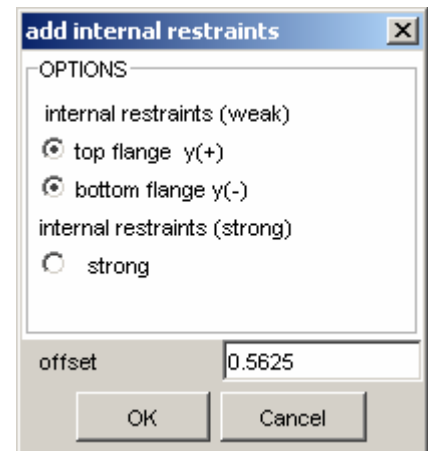 add internal restraints
OPTIONS
internal restraints (weak)
top flange y(+)
bottom flange y(-)
internal restraints (strong)
strong
offset 0.5625
OK Cancel